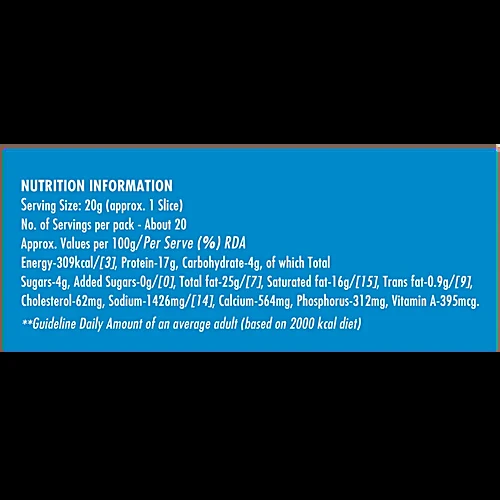 NUTRITION INFORMATION
Serving Size: 20g (approx. 1 Slice)
No. of Servings per pack - About 20
Approx. Values per 100g/Per Serve (%) RDA
Energy-309kcal/[3], Protein-17g, Carbohydrate-4g, of which Total
Sugars-4g, Added Sugars-0g/[0], Total fat-25g/[7], Saturated fat-16g/[15], Trans fat-0.9g/[9],
Cholesterol-62mg, Sodium-1426mg/[14], Calcium-564mg, Phosphorus-312mg, Vitamin A-395mcg.
**Guideline Daily Amount of an average adult (based on 2000 kcal diet)